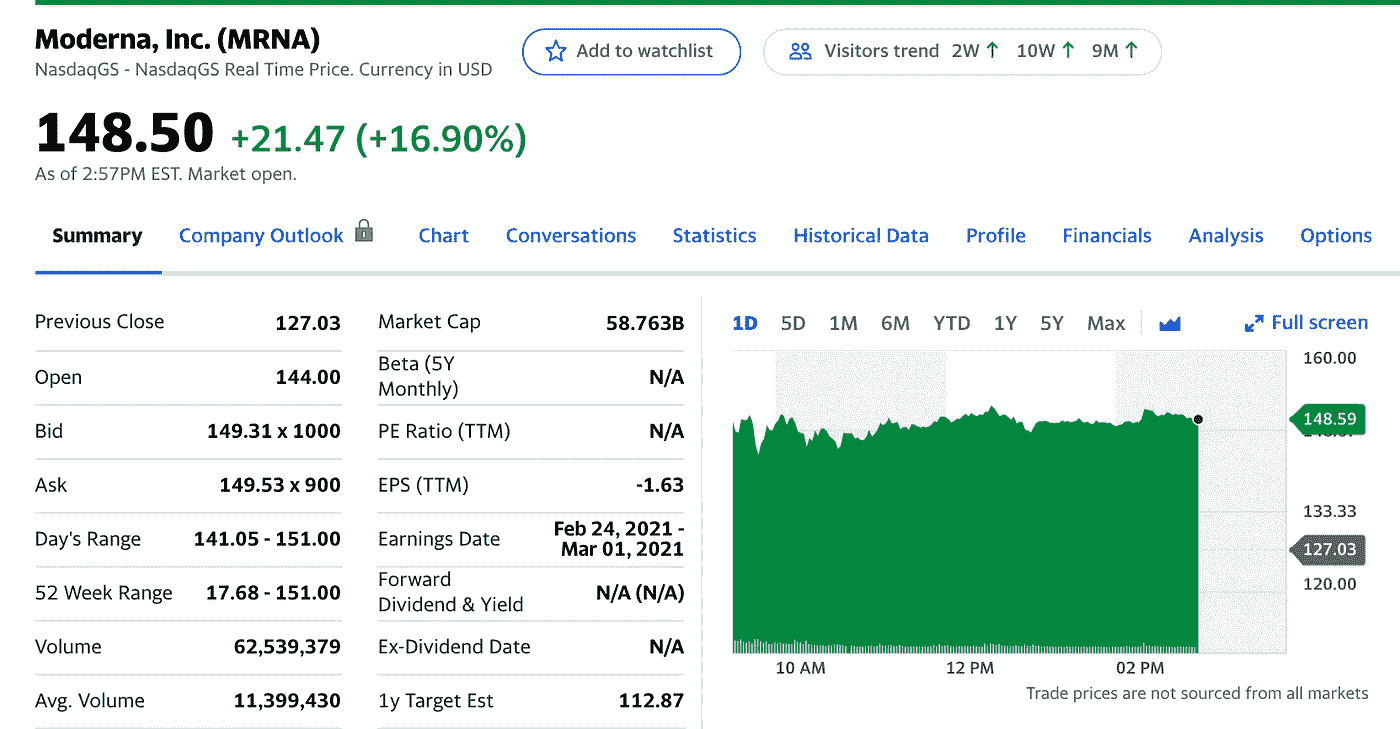 Moderna, Inc. (MRNA)
NasdaqGS - NasdaqGS Real Time Price. Currency in USD
Add to watchlist
Visitors trend 2W ↑ 10W ↑ 9M ↑
148.50 +21.47 (+16.90%)
As of 2:57PM EST. Market open.
Summary Company Outlook Chart Conversations Statistics Historical Data Profile Financials Analysis Options
Previous Close 127.03
Open 144.00
Bid 149.31 x 1000
Ask 149.53 x 900
Day's Range 141.05 - 151.00
52 Week Range 17.68 - 151.00
Volume 62,539,379
Avg. Volume 11,399,430
Market Cap 58.763B
Beta (5Y
Monthly) N/A
PE Ratio (TTM) N/A
EPS (TTM) -1.63
Earnings Date Feb 24, 2021 -
Mar 01, 2021
Forward
Dividend & Yield N/A (N/A)
Ex-Dividend Date N/A
1y Target Est 112.87
1D 5D 1M 6M YTD 1Y 5Y Max Full screen
160.00
148.59
133.33
127.03
120.00
10 AM 12 PM 02 PM
Trade prices are not sourced from all markets